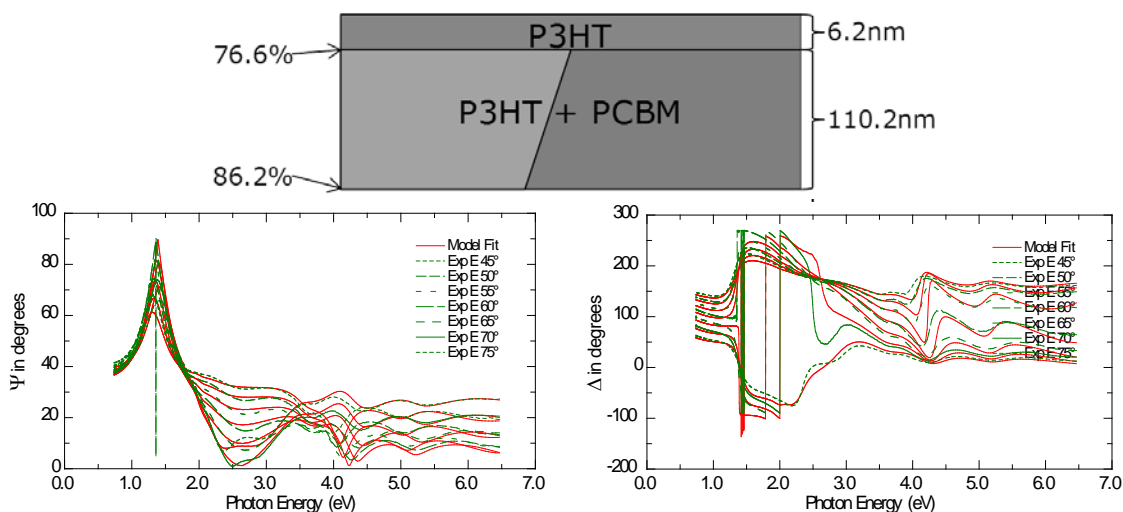 P3HT
6.2nm
76.6%
P3HT + PCBM
110.2nm
86.2%
100
80
60
40
20
0
0.0 1.0 2.0 3.0 4.0 5.0 6.0 7.0
Ψ in degrees
Photon Energy (eV)
Model Fit
Exp E 45°
Exp E 50°
Exp E 55°
Exp E 60°
Exp E 65°
Exp E 70°
Exp E 75°
300
200
100
0
-100
-200
0.0 1.0 2.0 3.0 4.0 5.0 6.0 7.0
Δ in degrees
Photon Energy (eV)
Model Fit
Exp E 45°
Exp E 50°
Exp E 55°
Exp E 60°
Exp E 65°
Exp E 70°
Exp E 75°